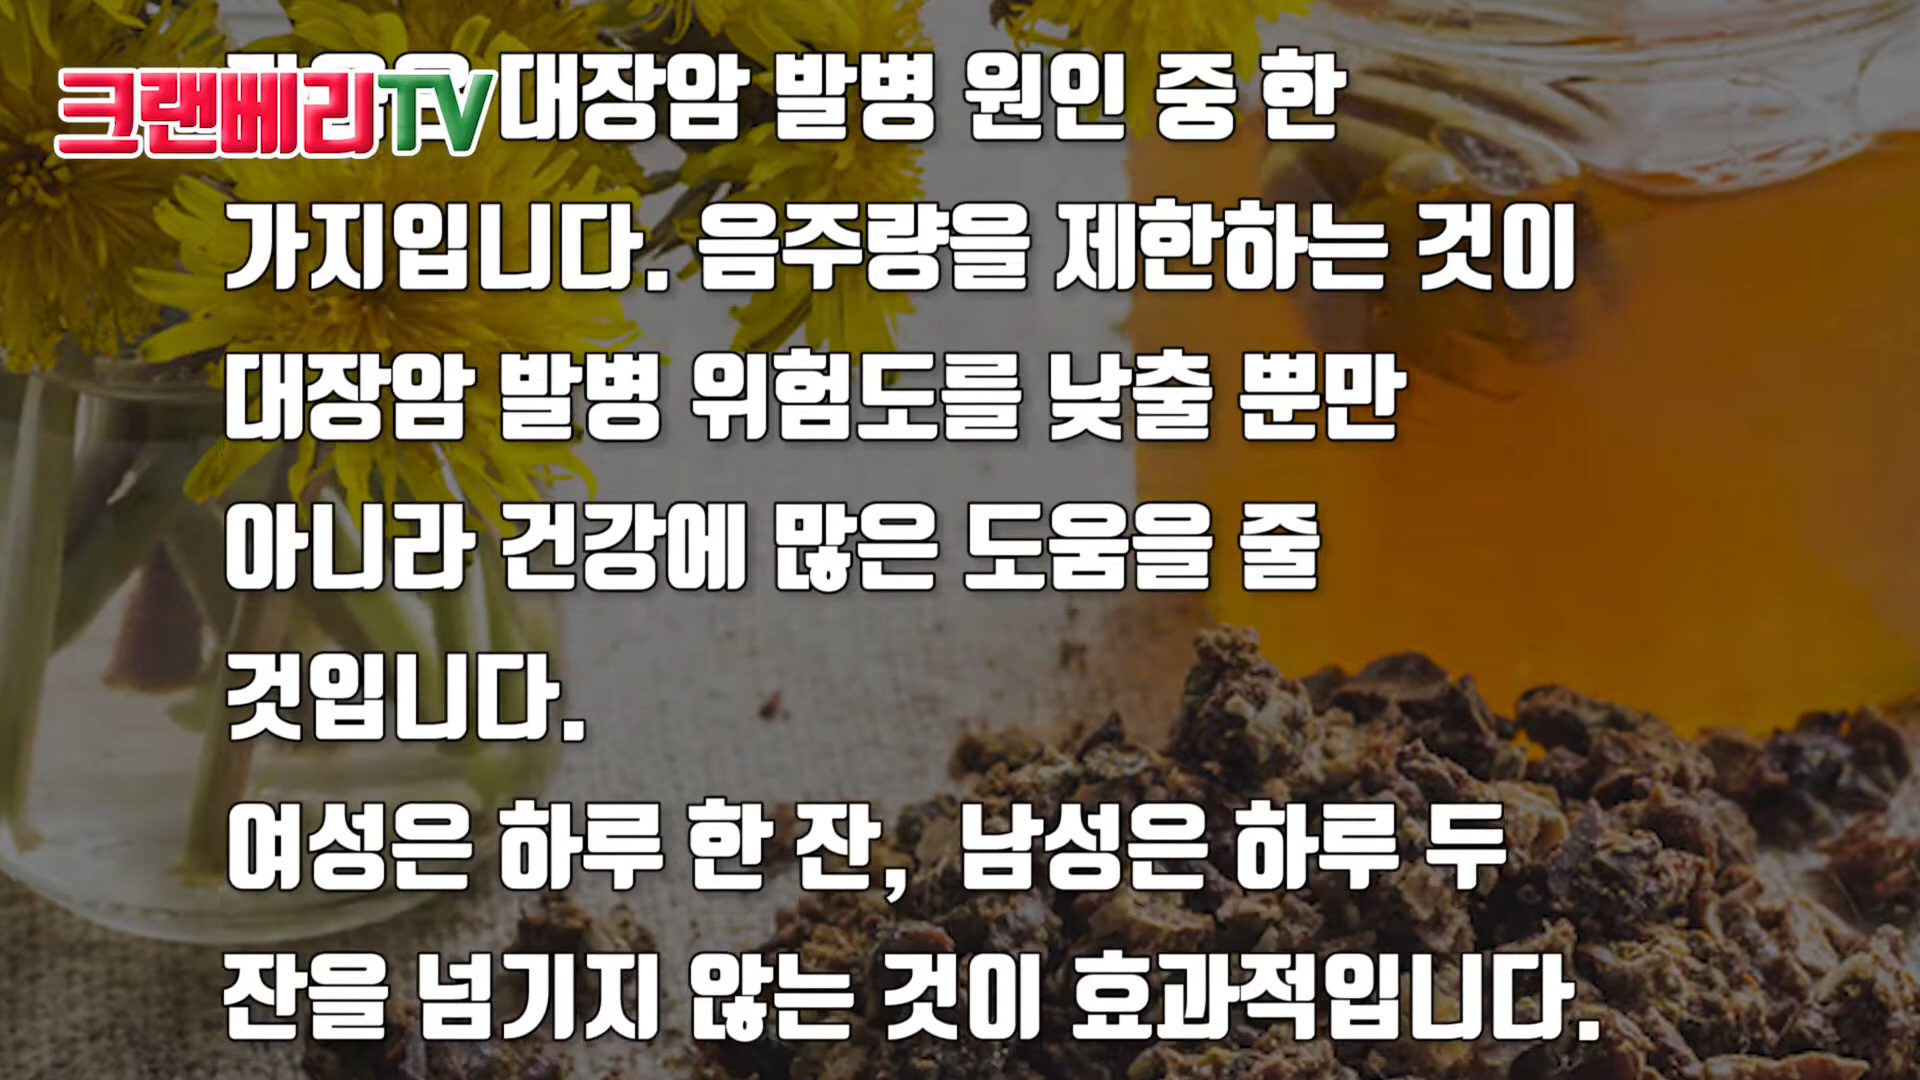 크랜베리TV
대장암 발병 원인 중 한
가지입니다. 음주량을 제한하는 것이
대장암 발병 위험도를 낮출 뿐만
아니라 건강에 많은 도움을 줄
것입니다.
여성은 하루 한 잔, 남성은 하루 두
잔을 넘기지 않는 것이 효과적입니다.